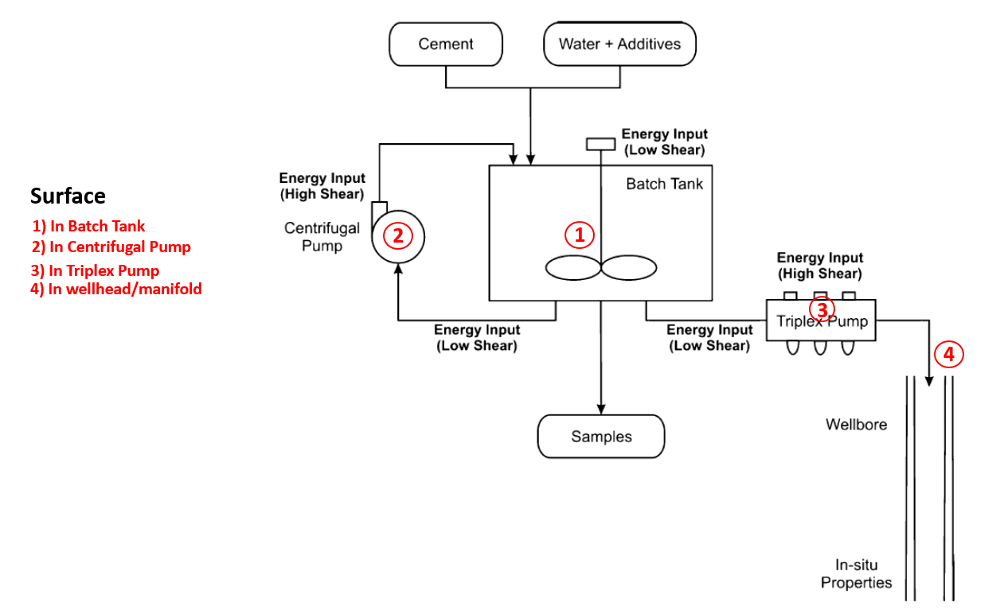 Cement
Water + Additives
Energy Input
(Low Shear)
Batch Tank
Energy Input
(High Shear)
Centrifugal
Pump
2
1
Surface
1) In Batch Tank
2) In Centrifugal Pump
3) In Triplex Pump
4) In wellhead/manifold
Energy Input
(High Shear)
3
Triplex Pump
Energy Input
(Low Shear)
Energy Input
(Low Shear)
4
Samples
Wellbore
In-situ
Properties